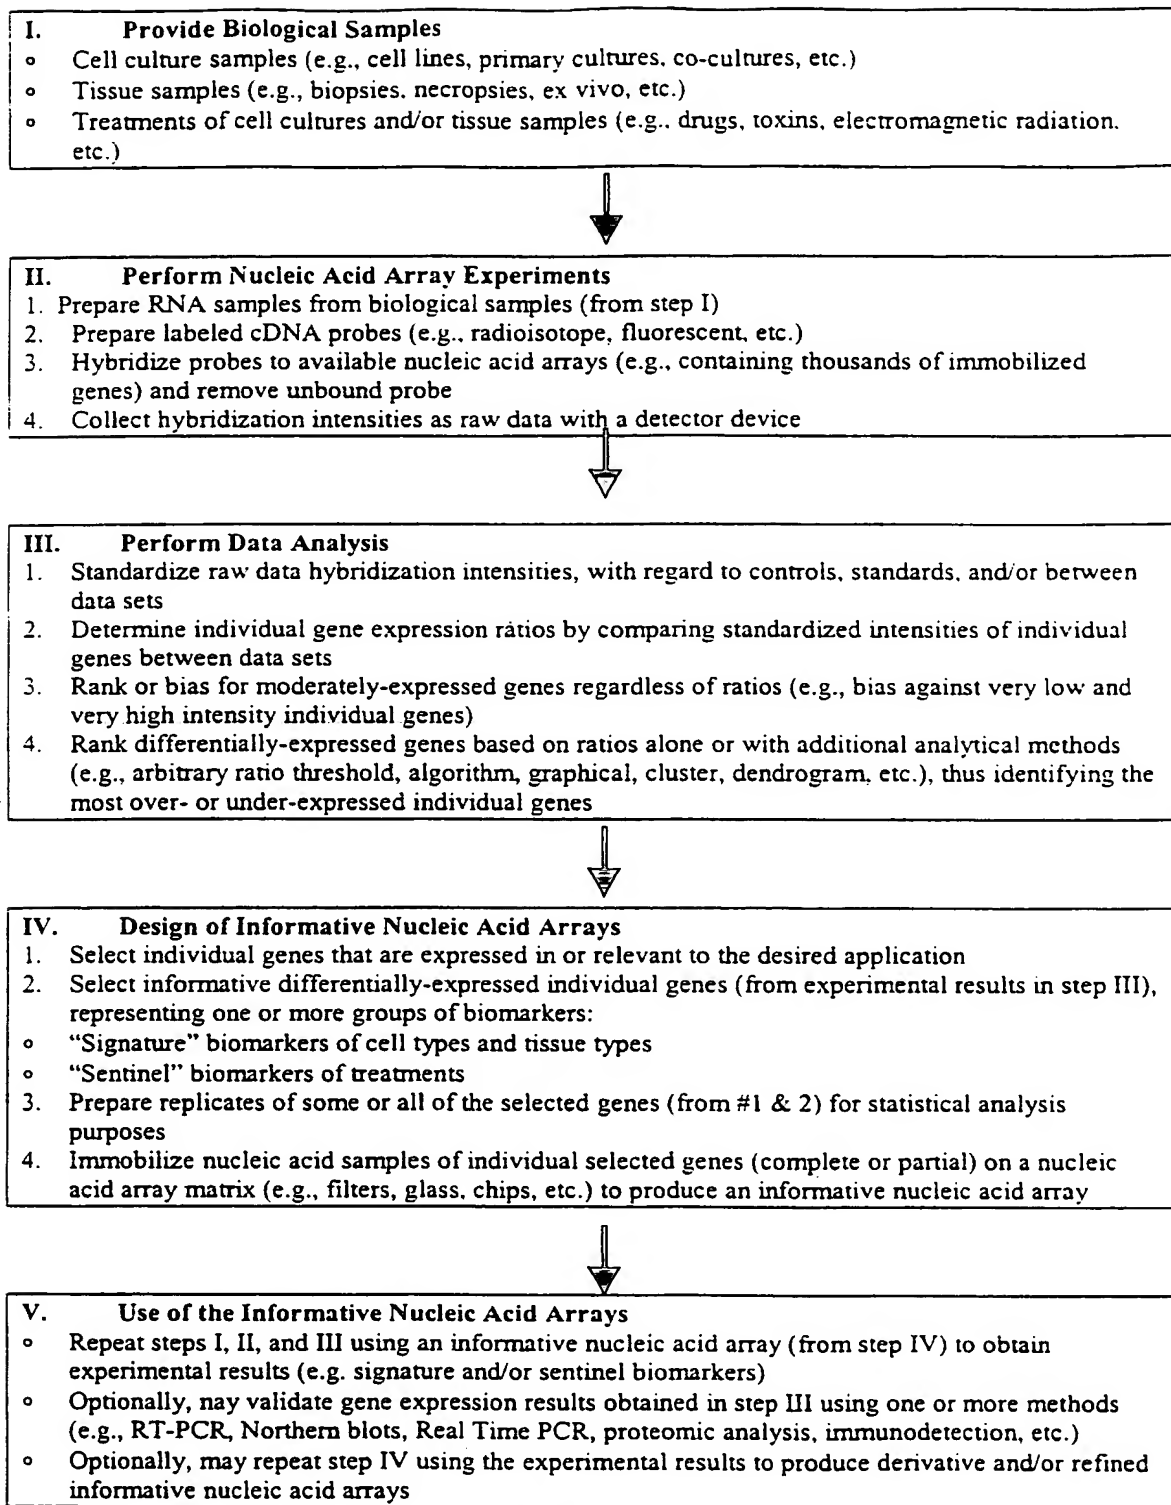 I. Provide Biological Samples
o Cell culture samples (e.g., cell lines, primary cultures, co-cultures, etc.)
o Tissue samples (e.g., biopsies, necropsies, ex vivo, etc.)
o Treatments of cell cultures and/or tissue samples (e.g., drugs, toxins, electromagnetic radiation,
etc.)
II. Perform Nucleic Acid Array Experiments
1. Prepare RNA samples from biological samples (from step I)
2. Prepare labeled cDNA probes (e.g., radioisotope, fluorescent, etc.)
3. Hybridize probes to available nucleic acid arrays (e.g., containing thousands of immobilized
genes) and remove unbound probe
4. Collect hybridization intensities as raw data with a detector device
III. Perform Data Analysis
1. Standardize raw data hybridization intensities, with regard to controls, standards, and/or between
data sets
2. Determine individual gene expression ratios by comparing standardized intensities of individual
genes between data sets
3. Rank or bias for moderately-expressed genes regardless of ratios (e.g., bias against very low and
very high intensity individual genes)
4. Rank differentially-expressed genes based on ratios alone or with additional analytical methods
(e.g., arbitrary ratio threshold, algorithm, graphical, cluster, dendrogram, etc.), thus identifying the
most over- or under-expressed individual genes
IV. Design of Informative Nucleic Acid Arrays
1. Select individual genes that are expressed in or relevant to the desired application
2. Select informative differentially-expressed individual genes (from experimental results in step III),
representing one or more groups of biomarkers:
o “Signature” biomarkers of cell types and tissue types
o “Sentinel” biomarkers of treatments
3. Prepare replicates of some or all of the selected genes (from #1 & 2) for statistical analysis
purposes
4. Immobilize nucleic acid samples of individual selected genes (complete or partial) on a nucleic
acid array matrix (e.g., filters, glass, chips, etc.) to produce an informative nucleic acid array
V. Use of the Informative Nucleic Acid Arrays
o Repeat steps I, II, and III using an informative nucleic acid array (from step IV) to obtain
experimental results (e.g. signature and/or sentinel biomarkers)
o Optionally, nay validate gene expression results obtained in step III using one or more methods
(e.g., RT-PCR, Northern blots, Real Time PCR, proteomic analysis, immunodetection, etc.)
o Optionally, may repeat step IV using the experimental results to produce derivative and/or refined
informative nucleic acid arrays